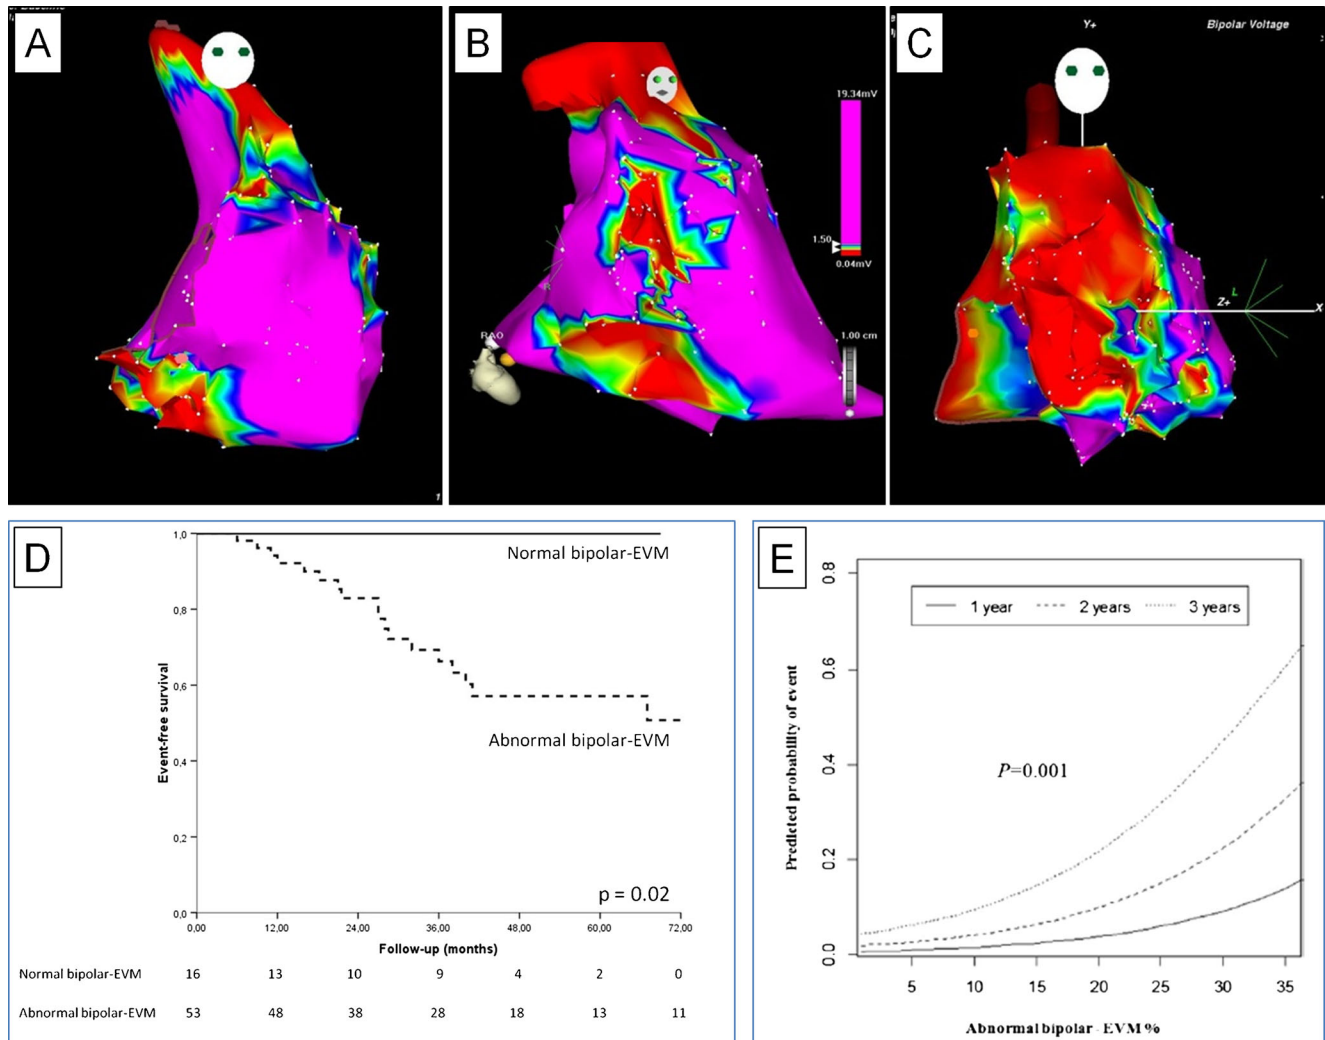 A
B
19.34mV
1.50
0.04mV
RAO
1.00 cm
C
Y+
Bipolar Voltage
Z+
L
X
1
D
1,0
0,8
0,6
0,4
0,2
0,0
Event-free survival
Normal bipolar-EVM
Abnormal bipolar-EVM
p = 0.02
0,00 12,00 24,00 36,00 48,00 60,00 72,00
Follow-up (months)
Normal bipolar-EVM 16 13 10 9 4 2 0
Abnormal bipolar-EVM 53 48 38 28 18 13 11
E
0.8
0.6
0.4
0.2
0.0
Predicted probability of event
1 year 2 years 3 years
P=0.001
5 10 15 20 25 30 35
Abnormal bipolar - EVM %